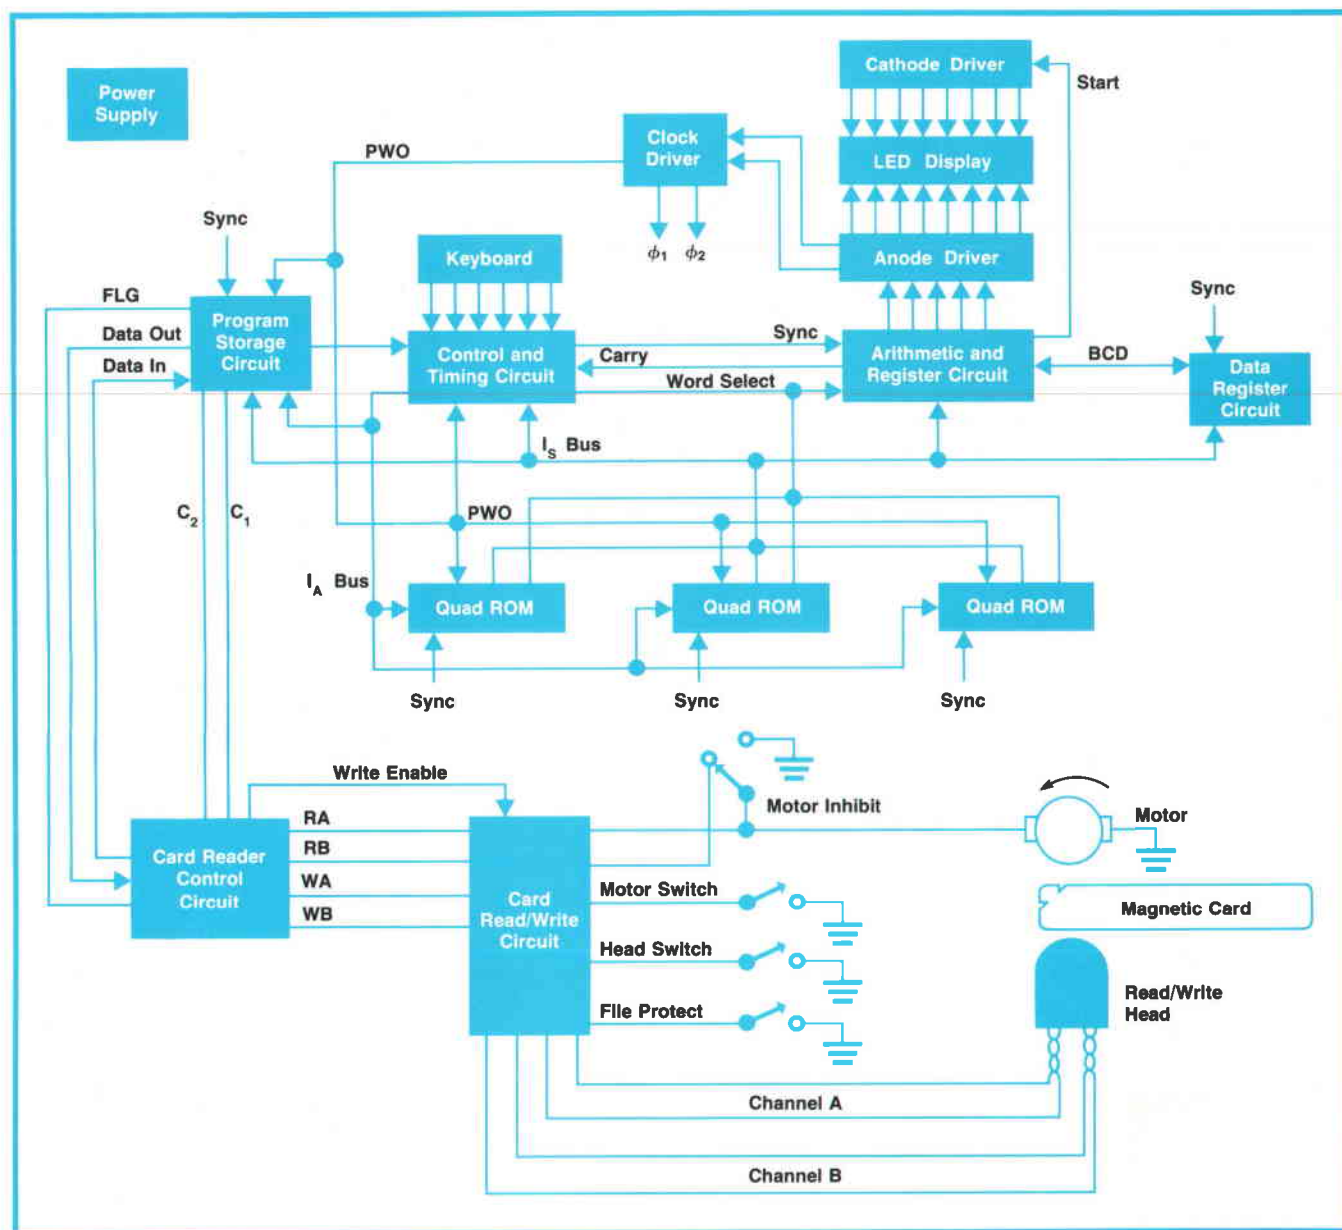 Power
Supply
Cathode Driver
Start
Clock
Driver
LED Display
PWO
Sync
ϕ1 ϕ2
Keyboard
Anode Driver
Sync
FLG
Program
Storage
Circuit
Data Out
Data In
Control and
Timing Circuit
Sync
Carry
Word Select
Arithmetic and
Register Circuit
BCD
Data
Register
Circuit
IS Bus
C2 C1
PWO
IA Bus
Quad ROM
Quad ROM
Quad ROM
Sync
Sync
Sync
Write Enable
Motor Inhibit
Motor
RA
RB
WA
WB
Card Reader
Control
Circuit
Card
Read/Write
Circuit
Motor Switch
Magnetic Card
Head Switch
File Protect
Read/Write
Head
Channel A
Channel B